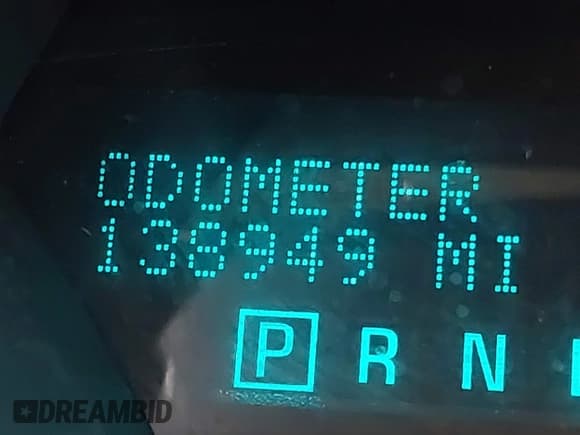 ODOMETER
138949 MI
P R N
DREAMBID